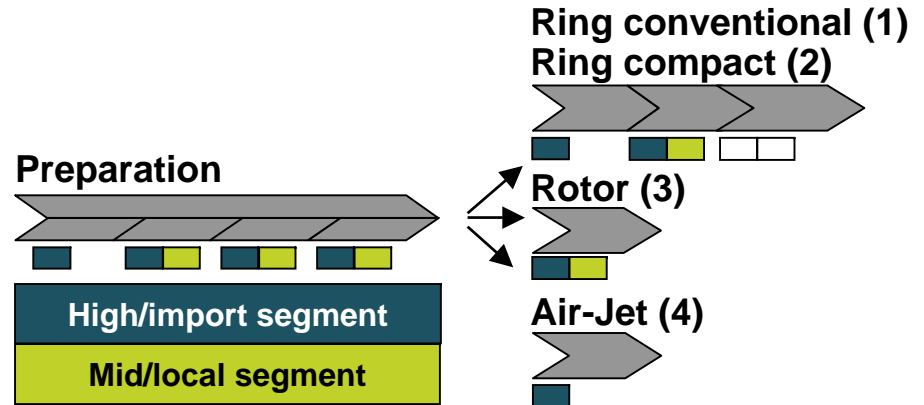 Ring conventional (1)
Ring compact (2)
Preparation
Rotor (3)
High/import segment
Air-Jet (4)
Mid/local segment